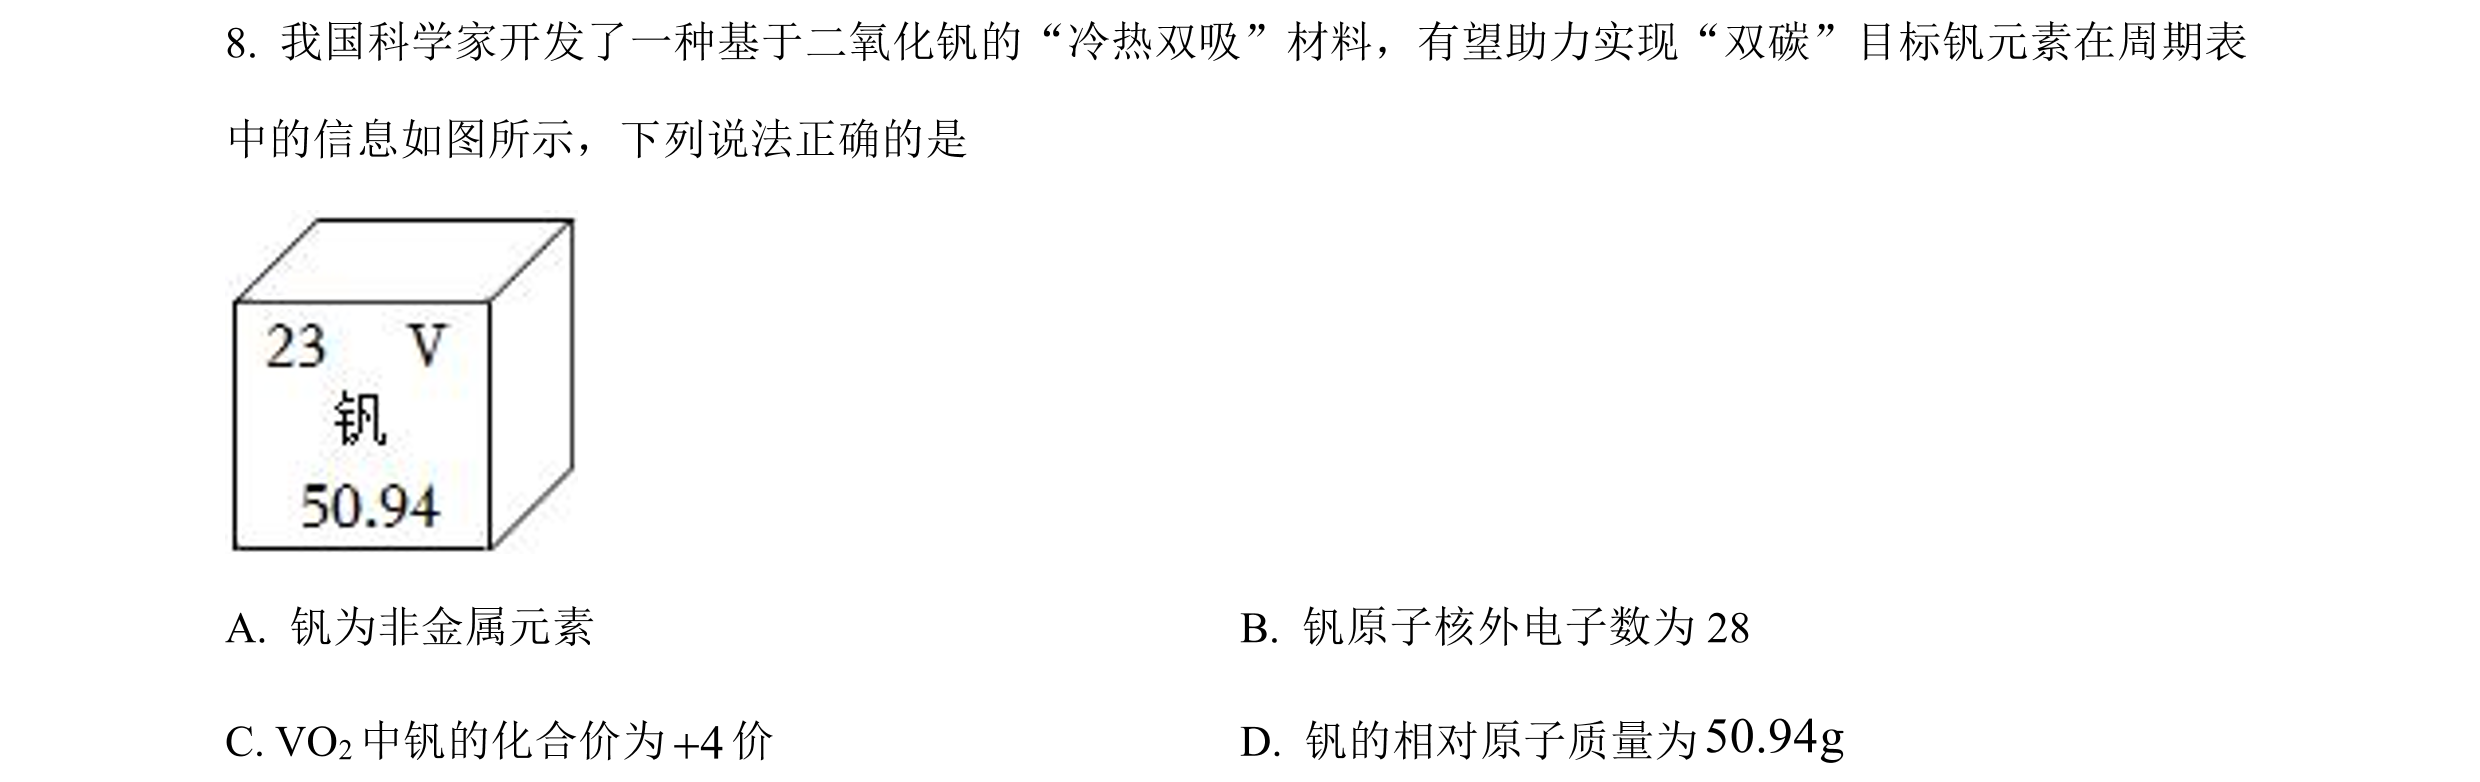 8. 我国科学家开发了一种基于二氧化钒的“冷热双吸”材料，有望助力实现“双碳”目标钒元素在周期表
中的信息如图所示，下列说法正确的是
23 V
钒
50.94
A. 钒为非金属元素 B. 钒原子核外电子数为 28
C. VO₂中钒的化合价为+4 价 D. 钒的相对原子质量为50.94g